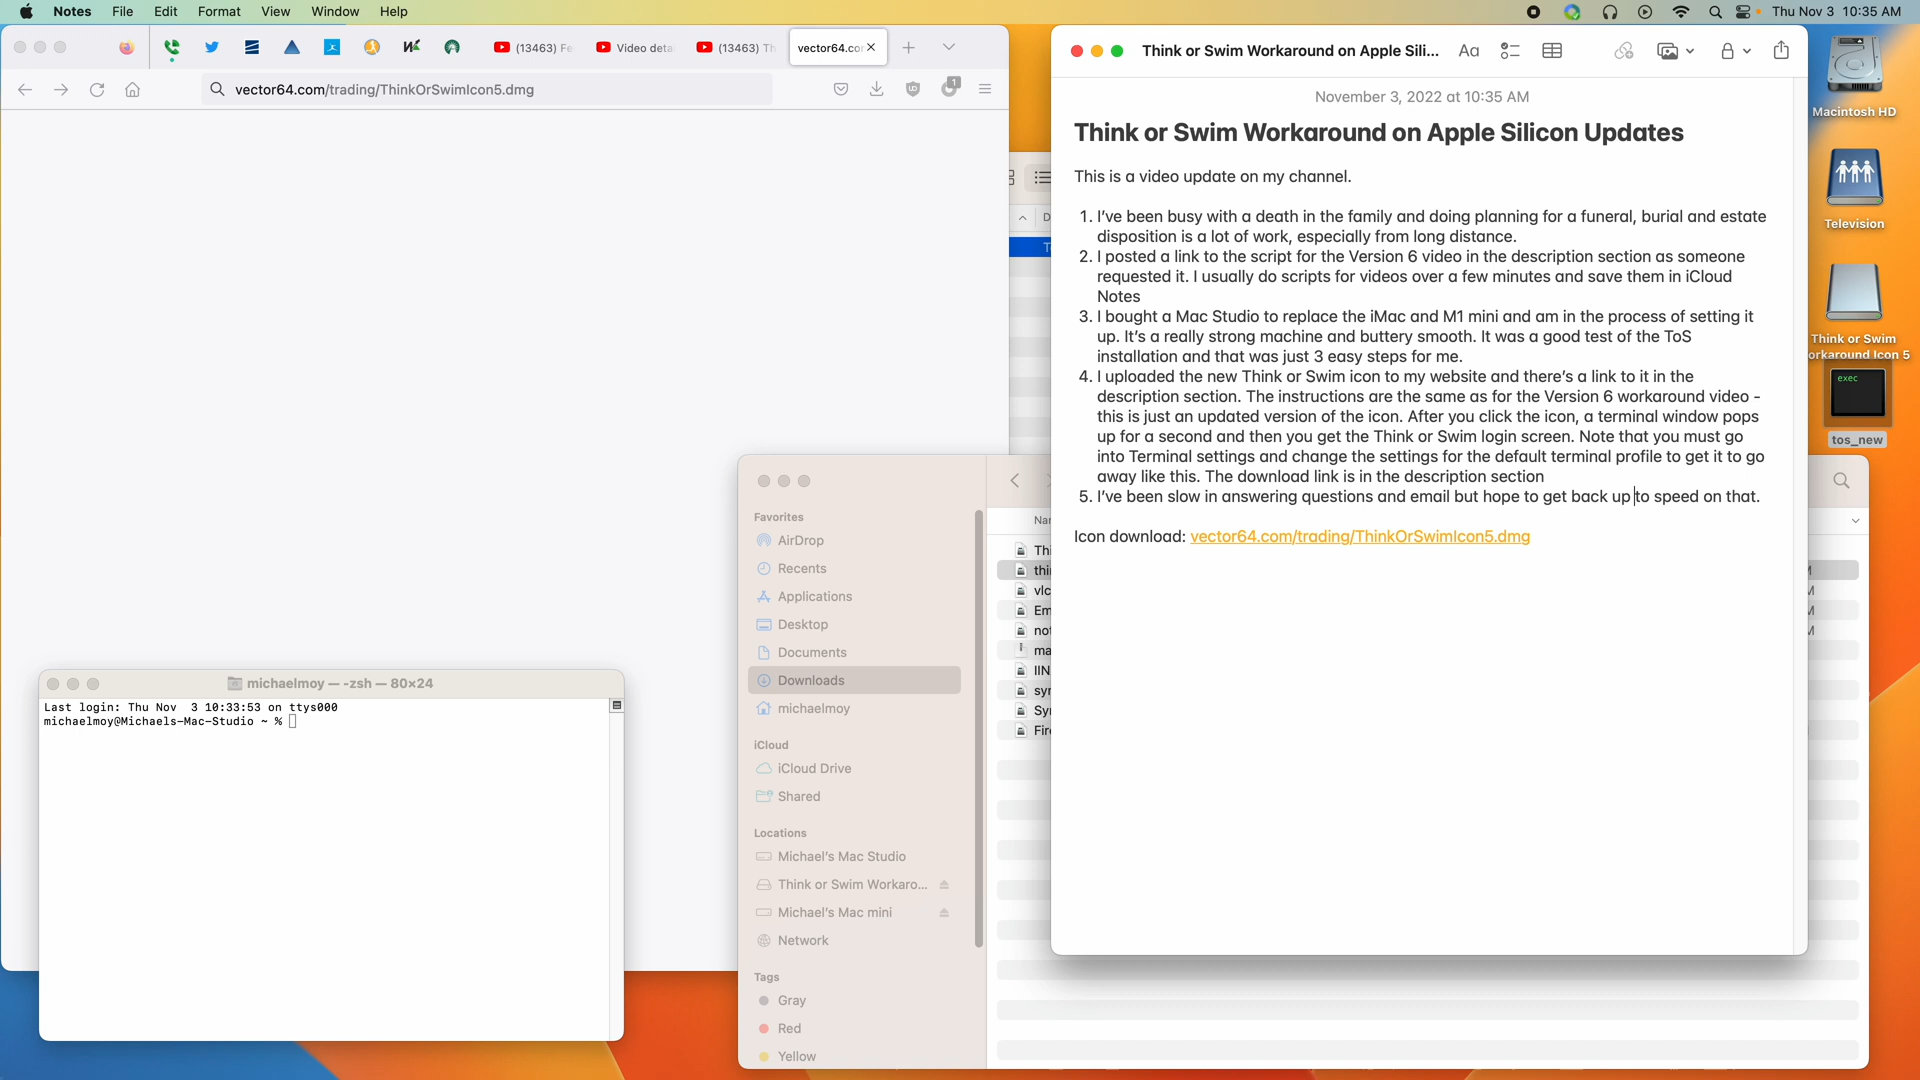 Notes File Edit Format View Window Help
Thu Nov 3 10:35 AM
(13463) Fe
Video deta
(13463) Th
vector64.cor
vector64.com/trading/ThinkOrSwimIcon5.dmg
1
Think or Swim Workaround on Apple Sili...
Aa
November 3, 2022 at 10:35 AM
Think or Swim Workaround on Apple Silicon Updates
This is a video update on my channel.
1. I've been busy with a death in the family and doing planning for a funeral, burial and estate
disposition is a lot of work, especially from long distance.
2. I posted a link to the script for the Version 6 video in the description section as someone
requested it. I usually do scripts for videos over a few minutes and save them in iCloud
Notes
3. I bought a Mac Studio to replace the iMac and M1 mini and am in the process of setting it
up. It's a really strong machine and buttery smooth. It was a good test of the ToS
installation and that was just 3 easy steps for me.
4. I uploaded the new Think or Swim icon to my website and there's a link to it in the
description section. The instructions are the same as for the Version 6 workaround video -
this is just an updated version of the icon. After you click the icon, a terminal window pops
up for a second and then you get the Think or Swim login screen. Note that you must go
into Terminal settings and change the settings for the default terminal profile to get it to go
away like this. The download link is in the description section
5. I've been slow in answering questions and email but hope to get back up to speed on that.
Icon download: vector64.com/trading/ThinkOrSwimIcon5.dmg
Macintosh HD
Television
Think or Swim
orkaround Icon 5
exec
tos_new
D
T
Favorites
AirDrop
Recents
Applications
Desktop
Documents
Downloads
michaelmoy
iCloud
iCloud Drive
Shared
Locations
Michael's Mac Studio
Think or Swim Workaro...
Michael's Mac mini
Network
Tags
Gray
Red
Yellow
Nar
Thi
thi
vlc
Em
not
ma
IIN
syr
Syr
Fir
michaelmoy — -zsh — 80×24
Last login: Thu Nov  3 10:33:53 on ttys000
michaelmoy@Michaels-Mac-Studio ~ %